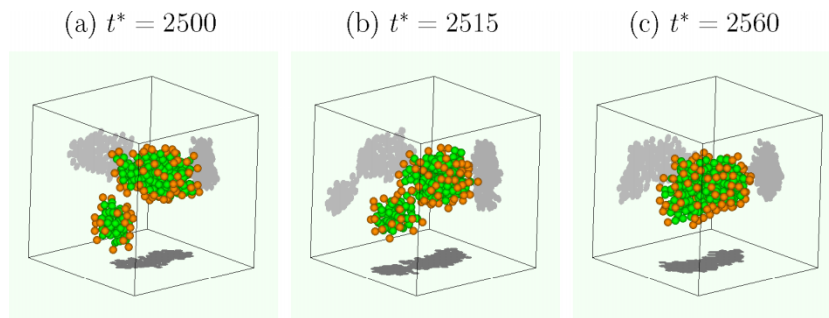 (a) t* = 2500 (b) t* = 2515 (c) t* = 2560